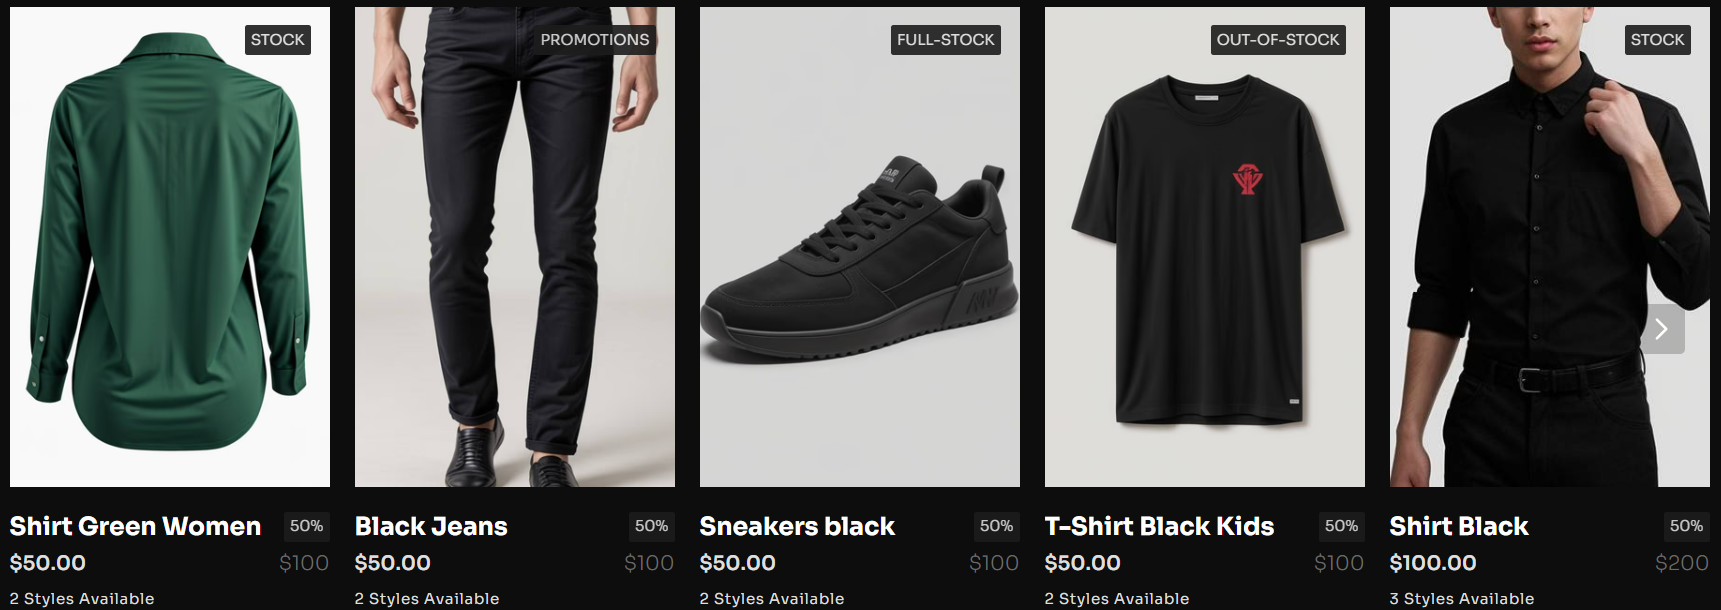 STOCK
Shirt Green Women 50%
$50.00 $100
2 Styles Available
PROMOTIONS
Black Jeans 50%
$50.00 $100
2 Styles Available
FULL-STOCK
Sneakers black 50%
$50.00 $100
2 Styles Available
OUT-OF-STOCK
T-Shirt Black Kids 50%
$50.00 $100
2 Styles Available
STOCK
Shirt Black 50%
$100.00 $200
3 Styles Available